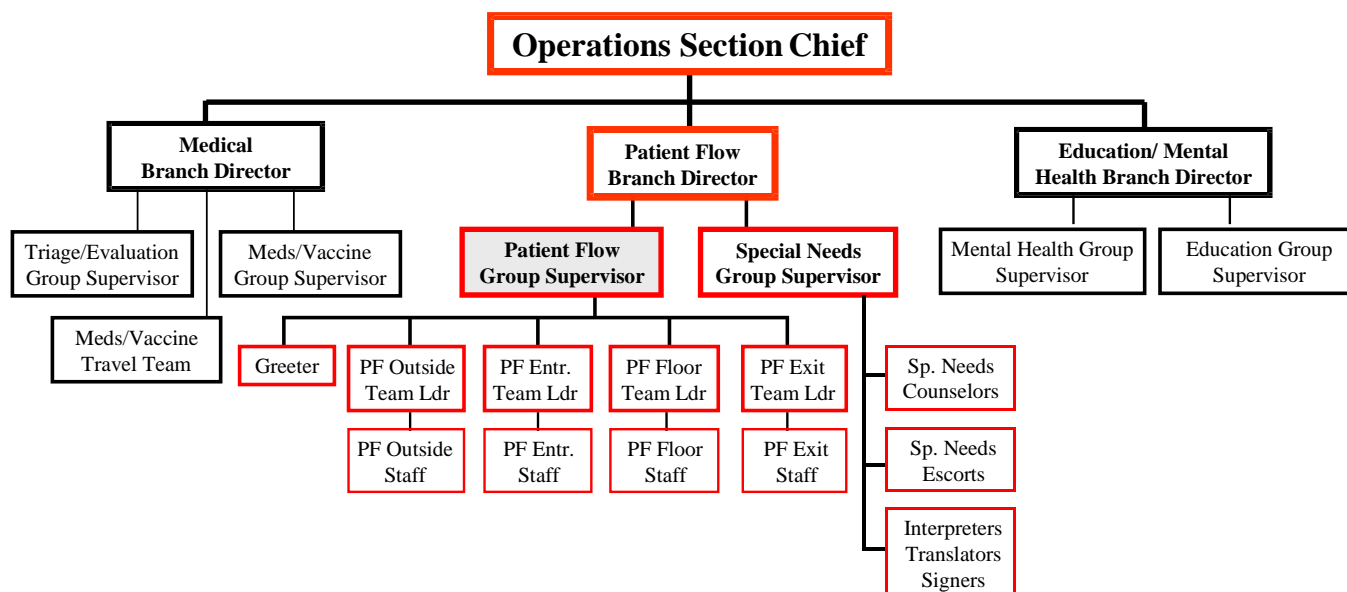 Operations Section Chief
Medical
Branch Director
Patient Flow
Branch Director
Education/ Mental
Health Branch Director
Triage/Evaluation
Group Supervisor
Meds/Vaccine
Group Supervisor
Meds/Vaccine
Travel Team
Patient Flow
Group Supervisor
Special Needs
Group Supervisor
Mental Health Group
Supervisor
Education Group
Supervisor
Greeter
PF Outside
Team Ldr
PF Entr.
Team Ldr
PF Floor
Team Ldr
PF Exit
Team Ldr
PF Outside
Staff
PF Entr.
Staff
PF Floor
Staff
PF Exit
Staff
Sp. Needs
Counselors
Sp. Needs
Escorts
Interpreters
Translators
Signers